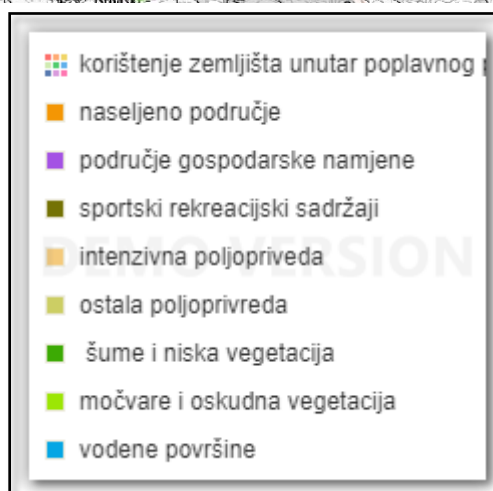 korištenje zemljišta unutar poplavnog
naseljeno područje
područje gospodarske namjene
sportski rekreacijski sadržaji
DEMO VERSION
intenzivna poljopriveda
ostala poljoprivreda
šume i niska vegetacija
močvare i oskudna vegetacija
vodene površine